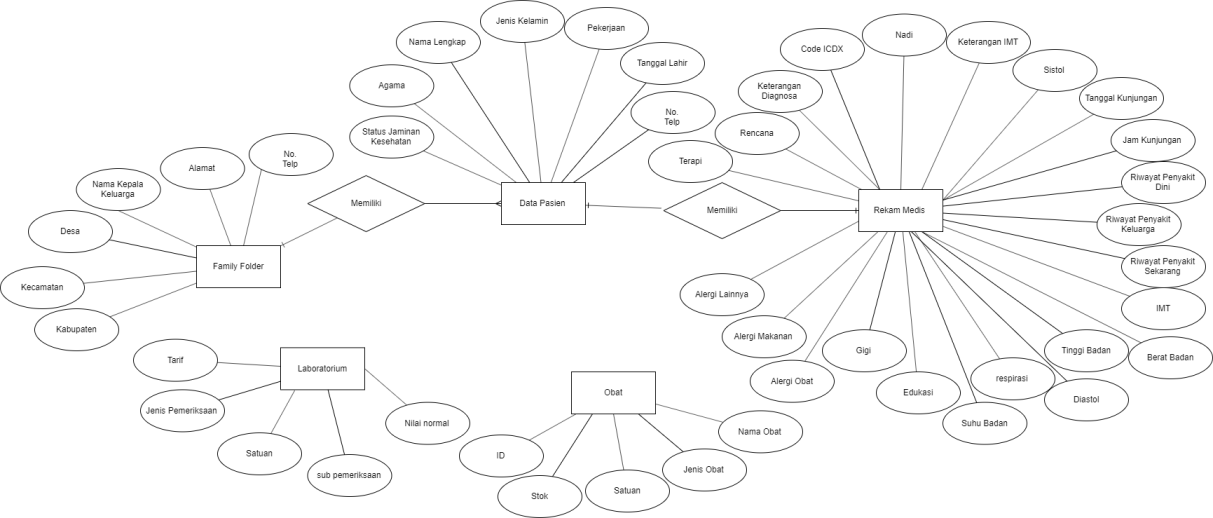 Jenis Kelamin
Pekerjaan
Nama Lengkap
Tanggal Lahir
Agama
No.
Telp
Status Jaminan
Kesehatan
Data Pasien
Memiliki
No.
Telp
Alamat
Nama Kepala
Keluarga
Desa
Kecamatan
Kabupaten
Family Folder
Memiliki
Nadi
Keterangan IMT
Code ICDX
Sistol
Keterangan
Diagnosa
Tanggal Kunjungan
Rencana
Jam Kunjungan
Terapi
Riwayat Penyakit
Dini
Rekam Medis
Riwayat Penyakit
Keluarga
Riwayat Penyakit
Sekarang
Alergi Lainnya
IMT
Alergi Makanan
Gigi
Tinggi Badan
Berat Badan
Alergi Obat
Edukasi
respirasi
Diastol
Suhu Badan
Tarif
Laboratorium
Jenis Pemeriksaan
Nilai normal
Satuan
sub pemeriksaan
Obat
Nama Obat
ID
Jenis Obat
Stok
Satuan